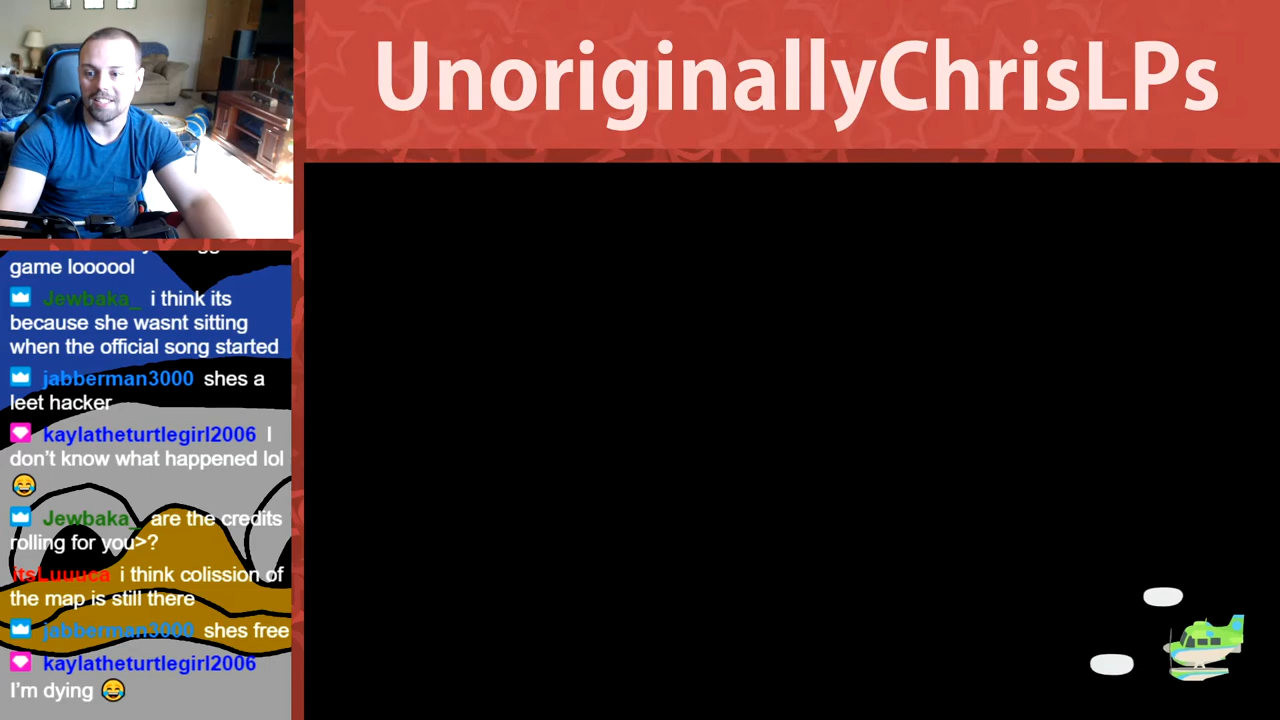 UnoriginallyChrisLPs
game loooool
Jewbaka_ i think its
because she wasnt sitting
when the official song started
jabberman3000 shes a
leet hacker
kaylatheturtlegirl2006 I
don't know what happened lol
😂
Jewbaka_ are the credits
rolling for you>?
itsLuuuca i think colission of
the map is still there
jabberman3000 shes free
kaylatheturtlegirl2006
I'm dying 😂